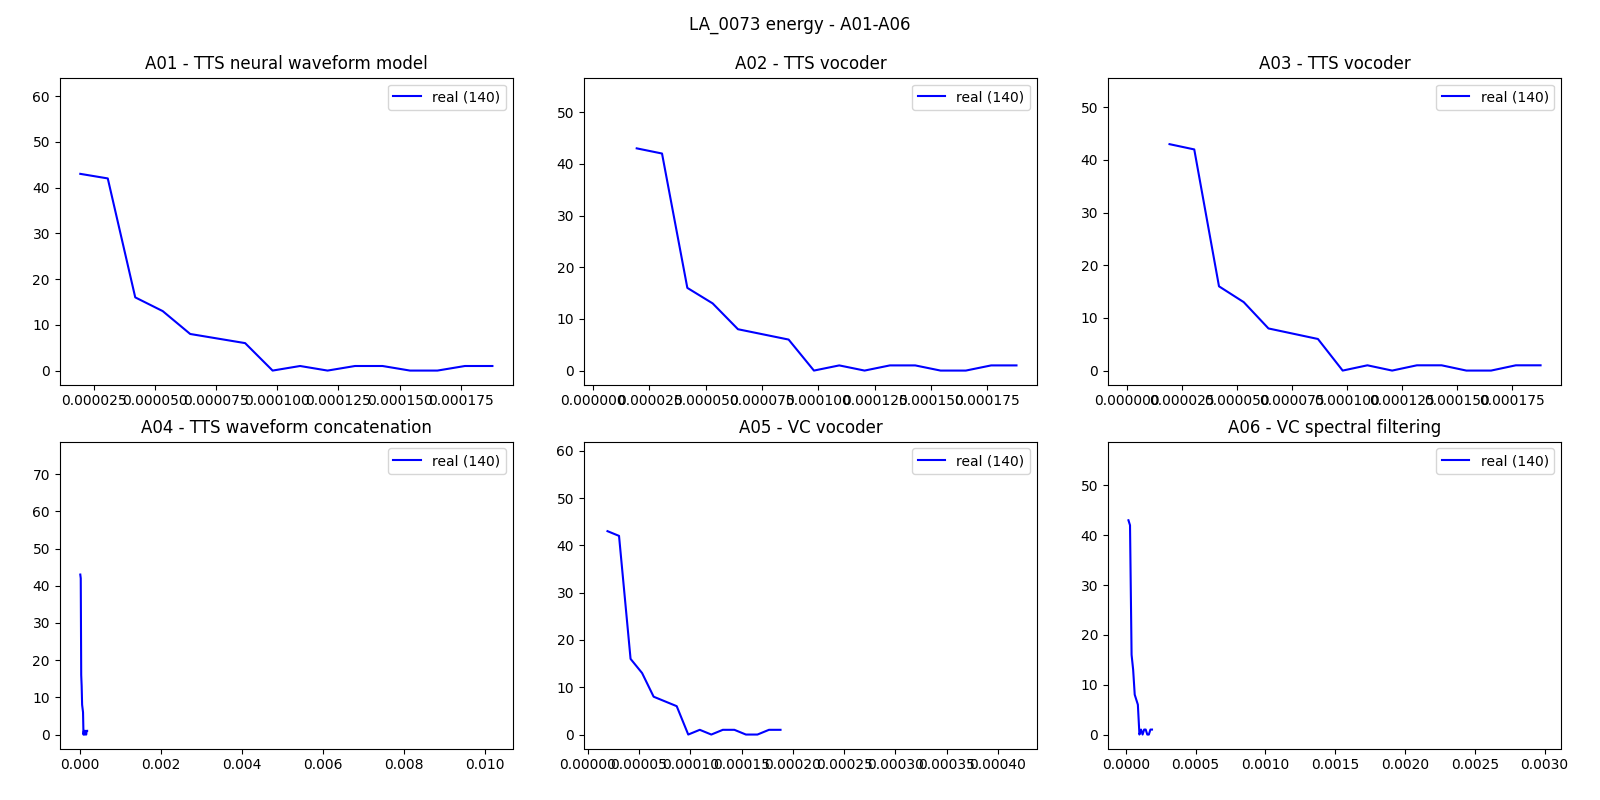 LA_0073 energy - A01-A06
A01 - TTS neural waveform model
60
50
40
30
20
10
0
real (140)
0.000025 0.000050 0.000075 0.000100 0.000125 0.000150 0.000175
A02 - TTS vocoder
50
40
30
20
10
0
real (140)
0.000000 0.000025 0.000050 0.000075 0.000100 0.000125 0.000150 0.000175
A03 - TTS vocoder
50
40
30
20
10
0
real (140)
0.000000 0.000025 0.000050 0.000075 0.000100 0.000125 0.000150 0.000175
A04 - TTS waveform concatenation
70
60
50
40
30
20
10
0
real (140)
0.000 0.002 0.004 0.006 0.008 0.010
A05 - VC vocoder
60
50
40
30
20
10
0
real (140)
0.00000 0.00005 0.00010 0.00015 0.00020 0.00025 0.00030 0.00035 0.00040
A06 - VC spectral filtering
50
40
30
20
10
0
real (140)
0.0000 0.0005 0.0010 0.0015 0.0020 0.0025 0.0030